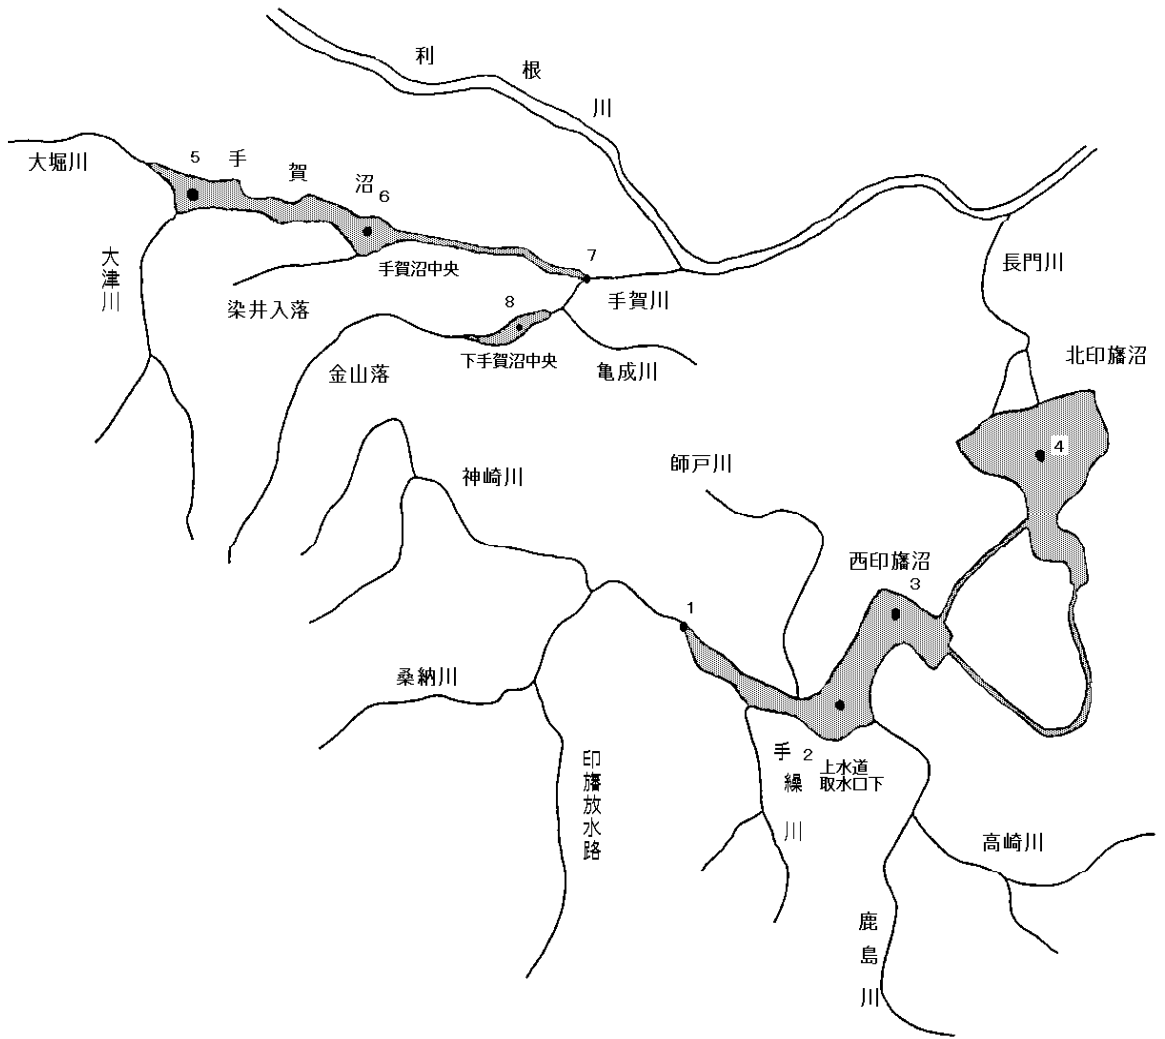 利根川
大堀川
5
手賀沼
6
手賀沼中央
7
手賀川
長門川
大津川
染井入落
8
下手賀沼中央
金山落
亀成川
北印旛沼
4
神崎川
師戸川
西印旛沼
3
1
桑納川
印旛放水路
手繰川
2
上水道
取水口下
高崎川
鹿島川